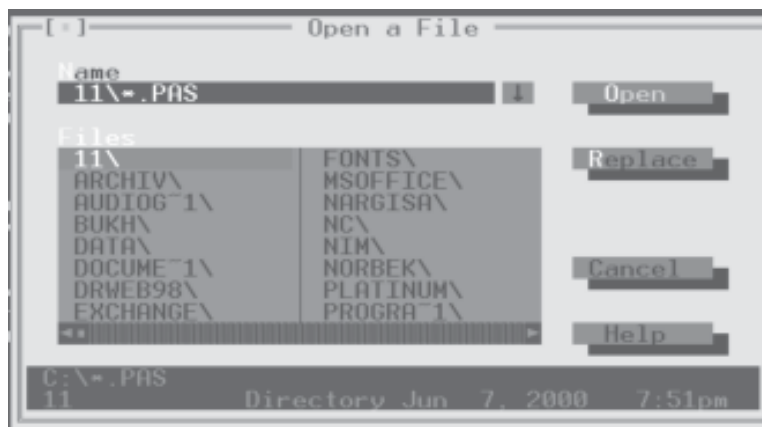 [▪] Open a File
Name
11\*.PAS ↓ Open
Files
11\ FONTS\ Replace
ARCHIV\ MSOFFICE\
AUDIOG~1\ NARGISA\
BUKH\ NC\
DATA\ NIM\
DOCUME~1\ NORBEK\ Cancel
DRWEB98\ PLATINUM\
EXCHANGE\ PROGRA~1\
Help
C:\*.PAS
11 Directory Jun 7, 2000 7:51pm